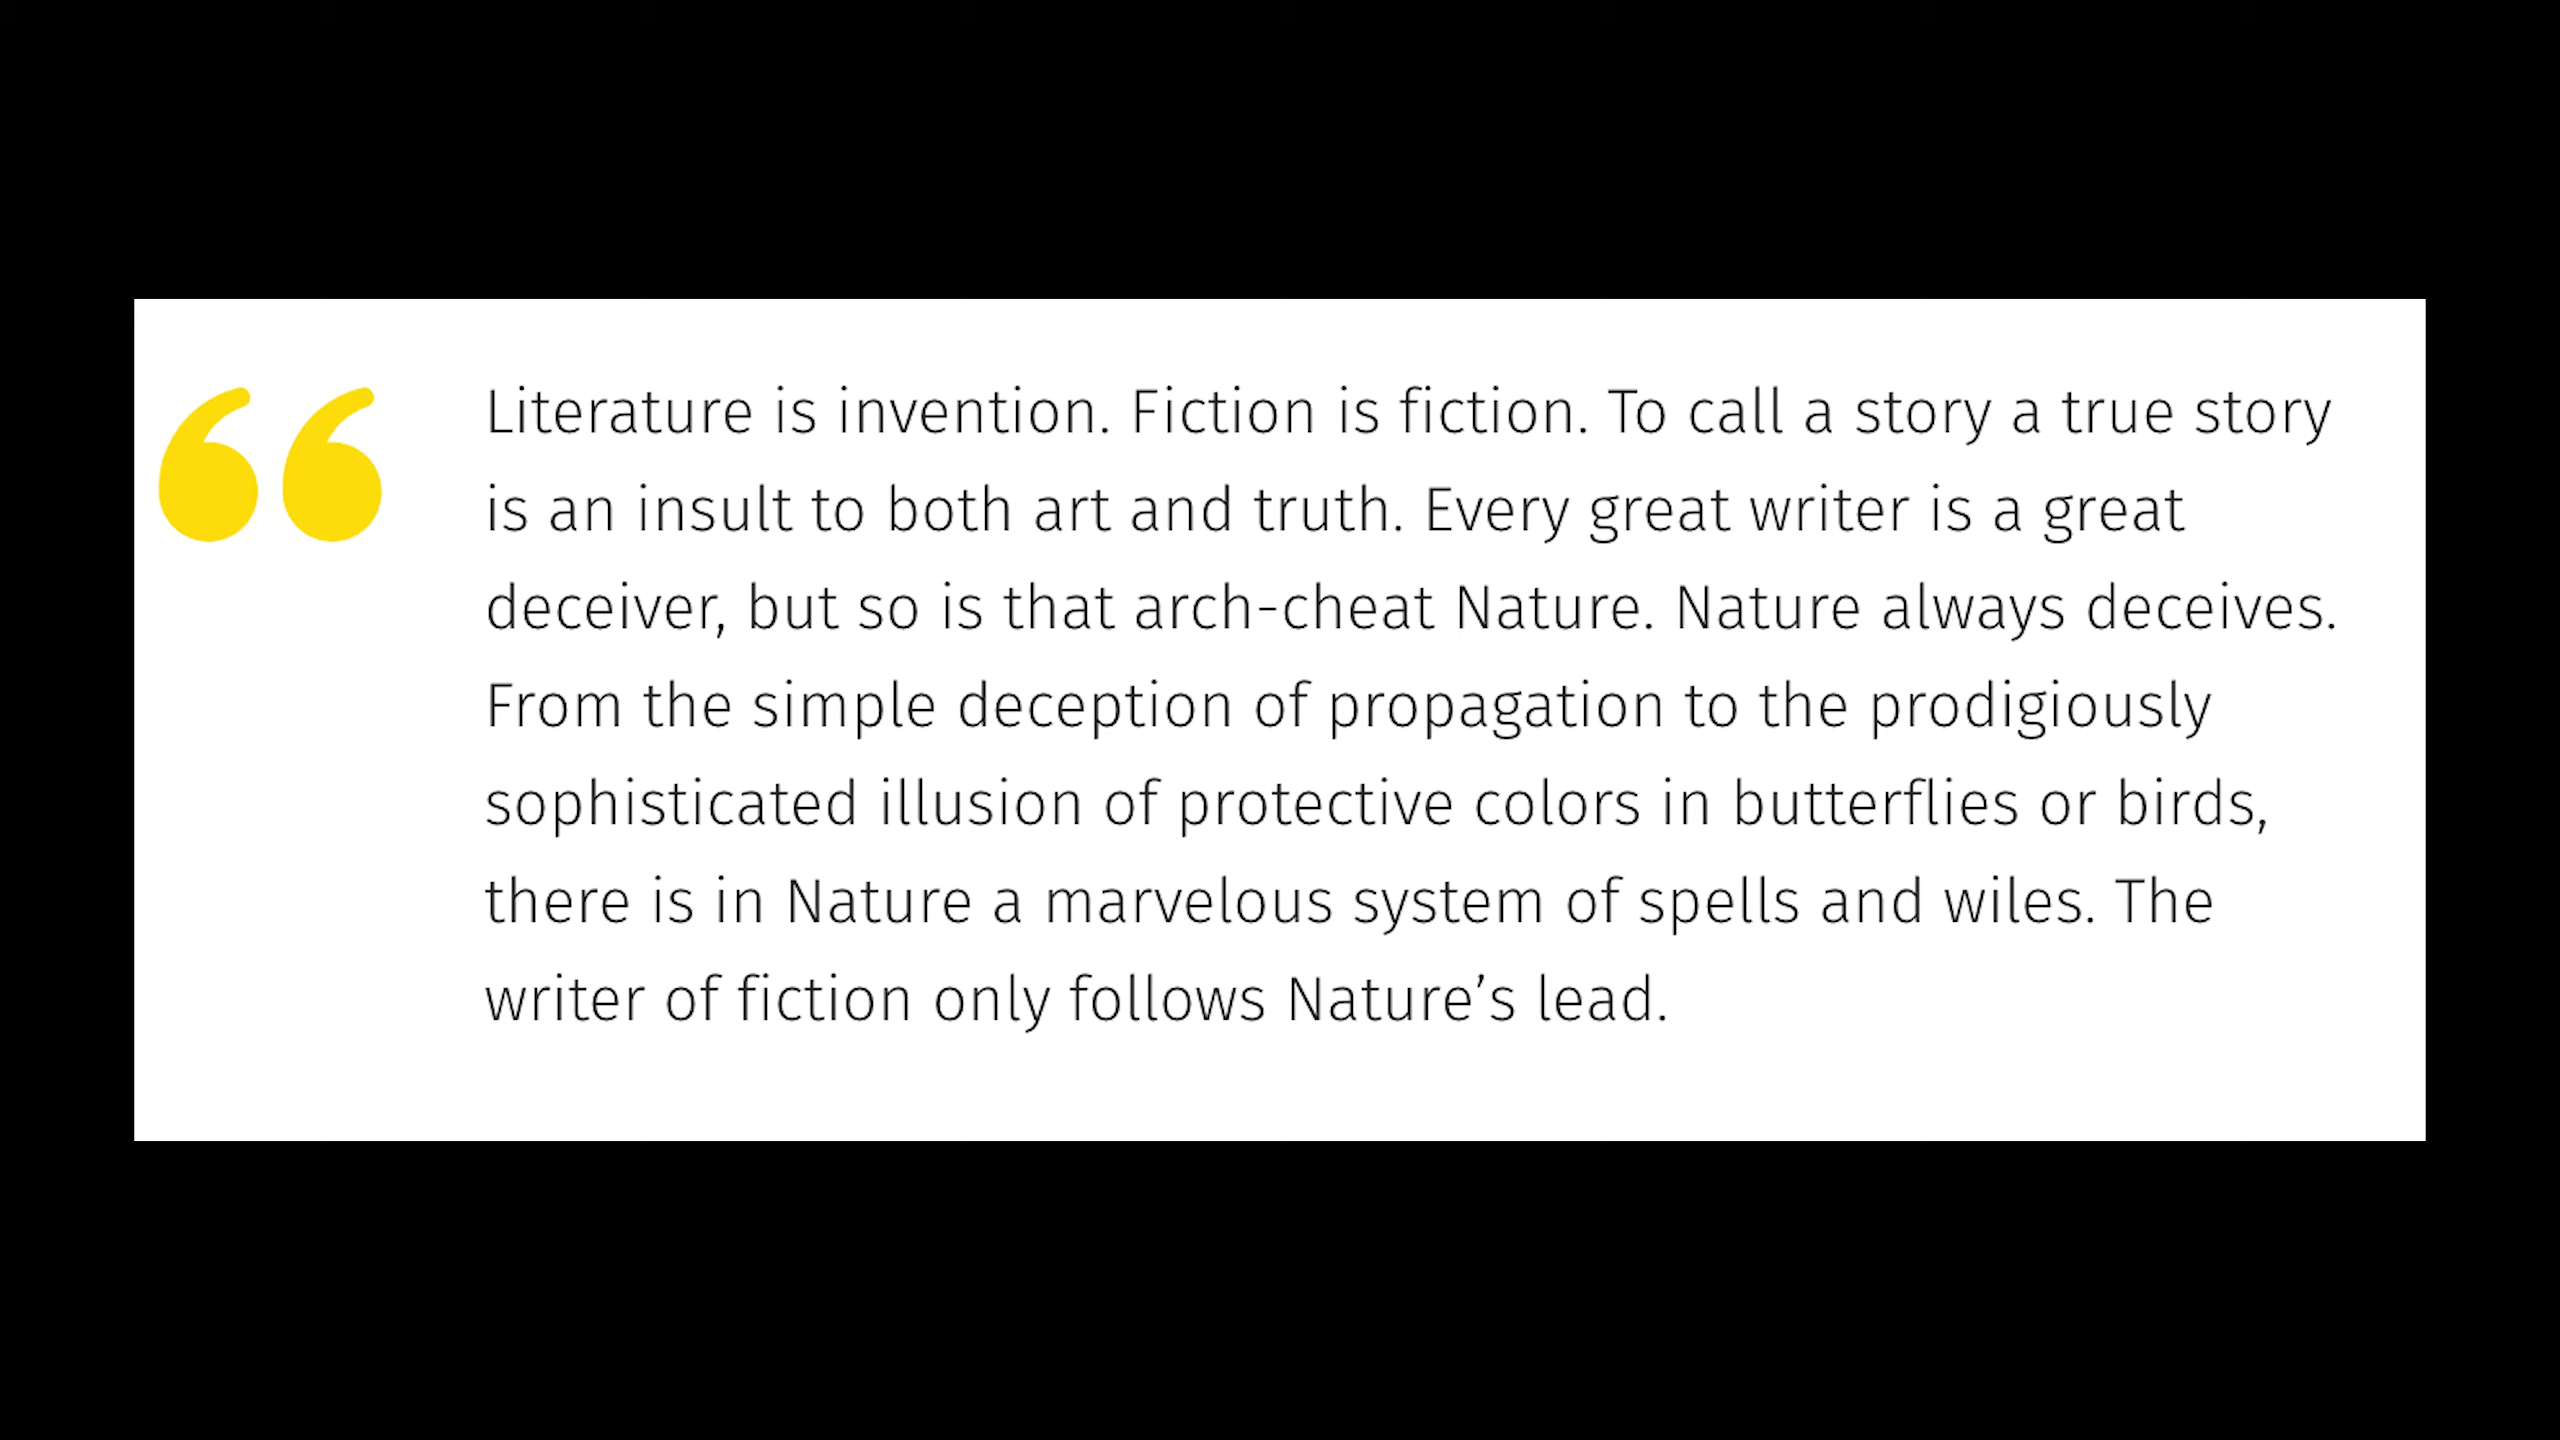 “
Literature is invention. Fiction is fiction. To call a story a true story
is an insult to both art and truth. Every great writer is a great
deceiver, but so is that arch-cheat Nature. Nature always deceives.
From the simple deception of propagation to the prodigiously
sophisticated illusion of protective colors in butterflies or birds,
there is in Nature a marvelous system of spells and wiles. The
writer of fiction only follows Nature’s lead.